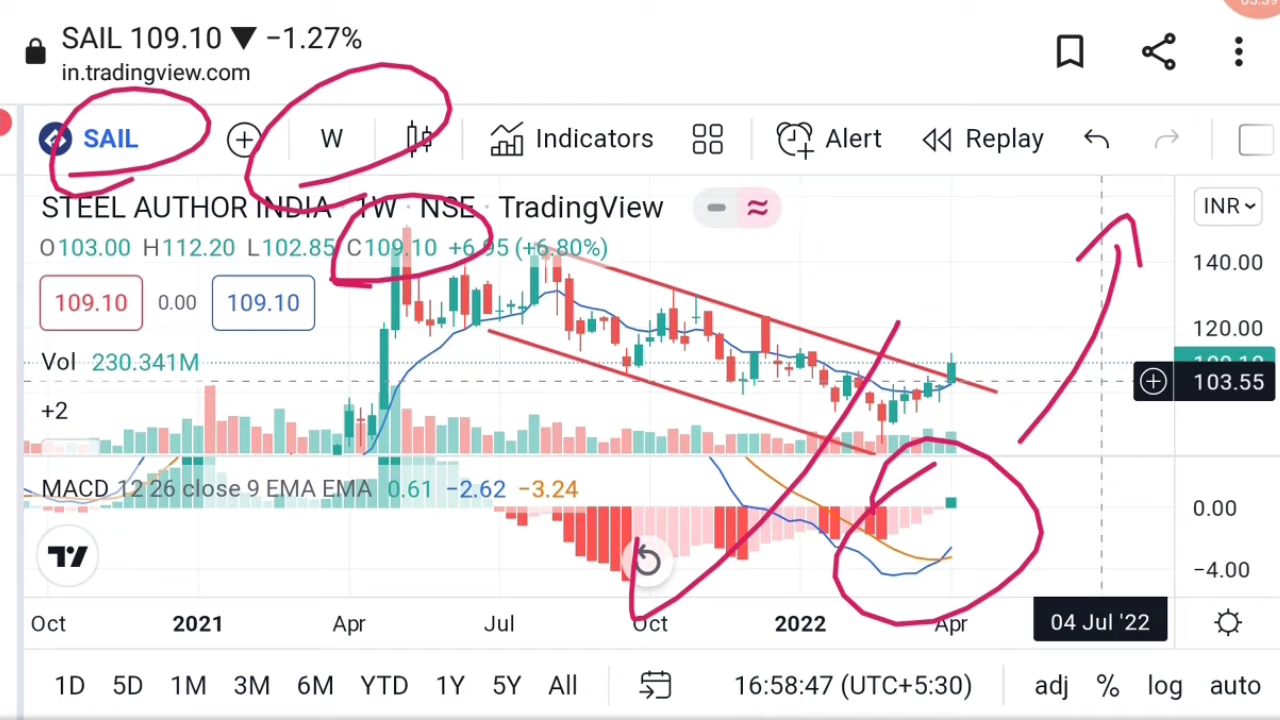 SAIL 109.10 ▼ −1.27%
in.tradingview.com
SAIL W Indicators Alert Replay
STEEL AUTHOR INDIA · 1W · NSE · TradingView
INR
O103.00 H112.20 L102.85 C109.10 +6.95 (+6.80%)
140.00
109.10 0.00 109.10
120.00
Vol 230.341M
103.55
+2
MACD 12 26 close 9 EMA EMA 0.61 −2.62 −3.24
0.00
−4.00
Oct 2021 Apr Jul Oct 2022 Apr 04 Jul '22
1D 5D 1M 3M 6M YTD 1Y 5Y All 16:58:47 (UTC+5:30) adj % log auto